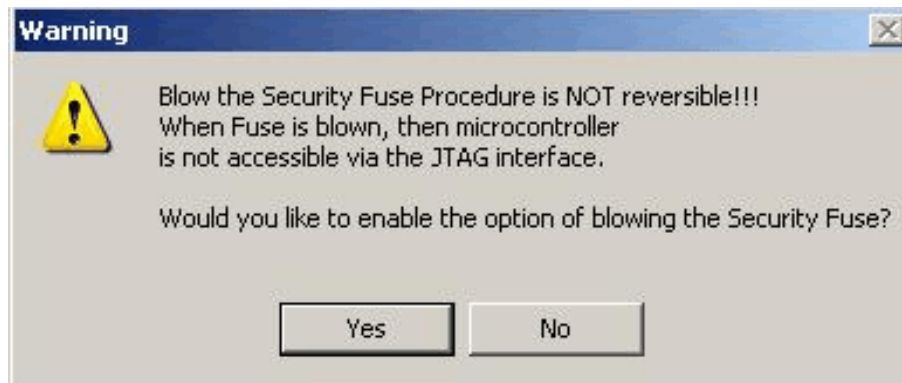 Warning
Blow the Security Fuse Procedure is NOT reversible!!!
When Fuse is blown, then microcontroller
is not accessible via the JTAG interface.
Would you like to enable the option of blowing the Security Fuse?
Yes No